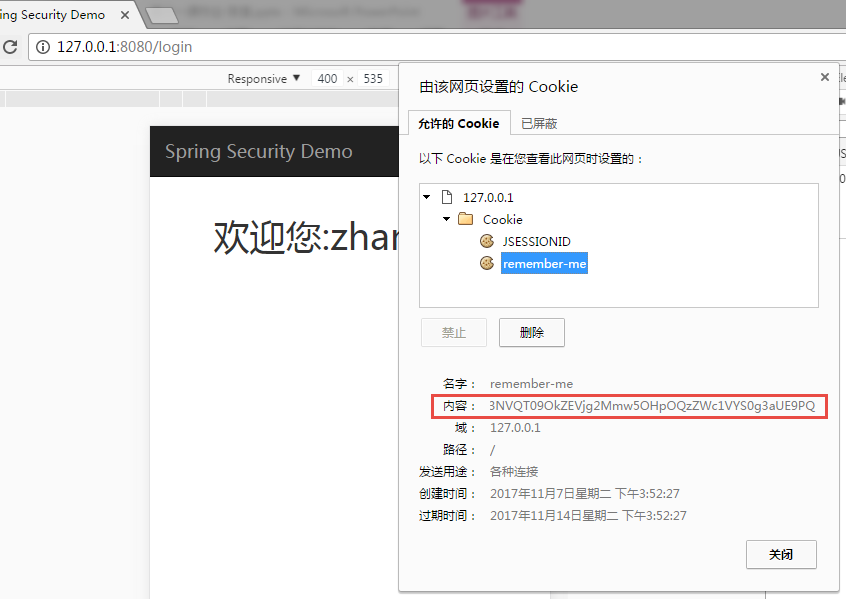 ing Security Demo
127.0.0.1:8080/login
Responsive ▼ 400 × 535
由该网页设置的 Cookie
允许的 Cookie 已屏蔽
以下 Cookie 是在您查看此网页时设置的：
127.0.0.1
Cookie
JSESSIONID
remember-me
禁止 删除
名字： remember-me
内容： 3NVQT09OkZEVjg2Mmw5OHpOQzZWc1VYS0g3aUE9PQ
域： 127.0.0.1
路径： /
发送用途： 各种连接
创建时间： 2017年11月7日星期二 下午3:52:27
过期时间： 2017年11月14日星期二 下午3:52:27
关闭
Spring Security Demo
欢迎您:zhan